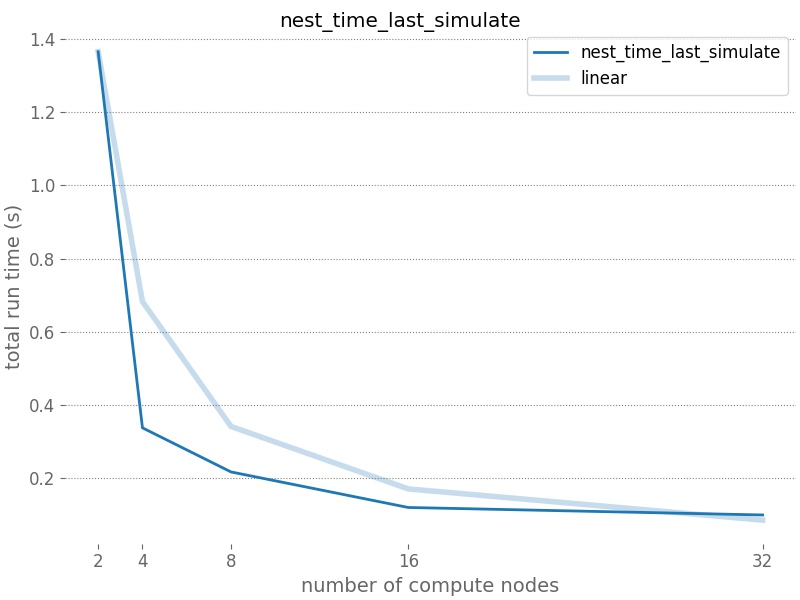 nest_time_last_simulate
nest_time_last_simulate
linear
total run time (s)
1.4
1.2
1.0
0.8
0.6
0.4
0.2
2 4 8 16 32
number of compute nodes